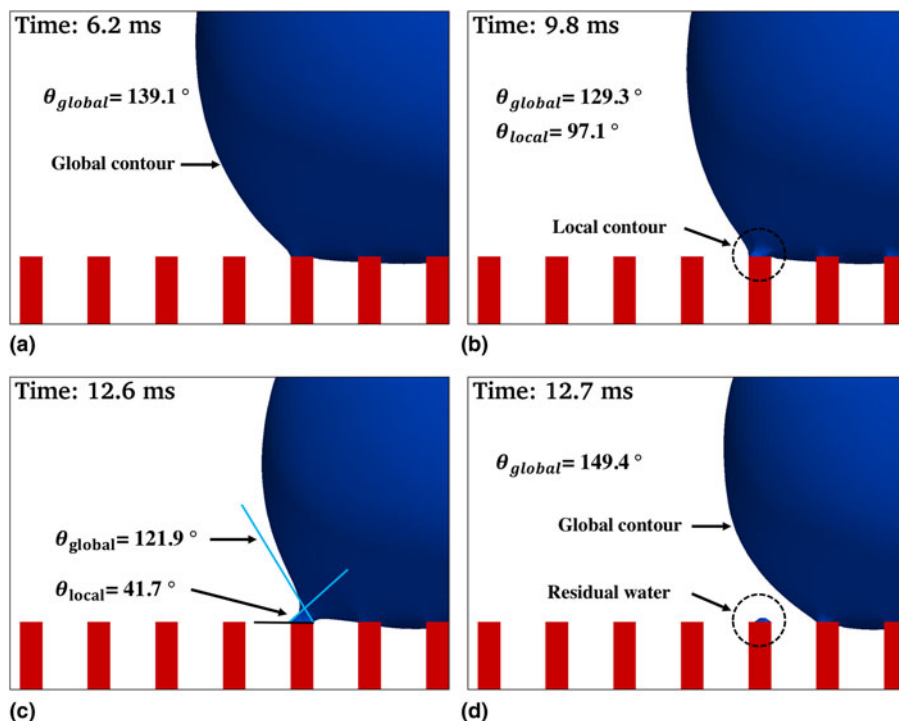 Time: 6.2 ms
θglobal= 139.1 °
Global contour
(a)
Time: 9.8 ms
θglobal= 129.3 °
θlocal= 97.1 °
Local contour
(b)
Time: 12.6 ms
θglobal= 121.9 °
θlocal= 41.7 °
(c)
Time: 12.7 ms
θglobal= 149.4 °
Global contour
Residual water
(d)